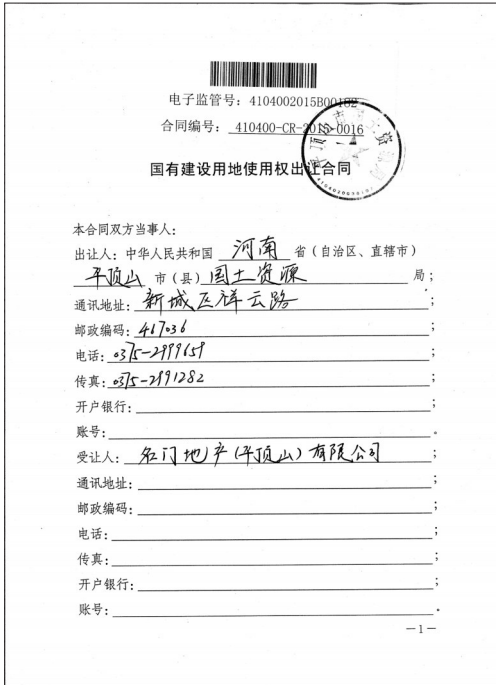 电子监管号：4104002015B00182
合同编号：410400-CR-2015-0016
国有建设用地使用权出让合同
本合同双方当事人：
出让人：中华人民共和国 河南 省（自治区、直辖市）
平顶山 市（县）国土资源 局；
通讯地址：新城区祥云路；
邮政编码：467036；
电话：0375-2999659；
传真：0375-2991282；
开户银行：；
账号：。
受让人：名门地产（平顶山）有限公司；
通讯地址：；
邮政编码：；
电话：；
传真：；
开户银行：；
账号：。
—1—